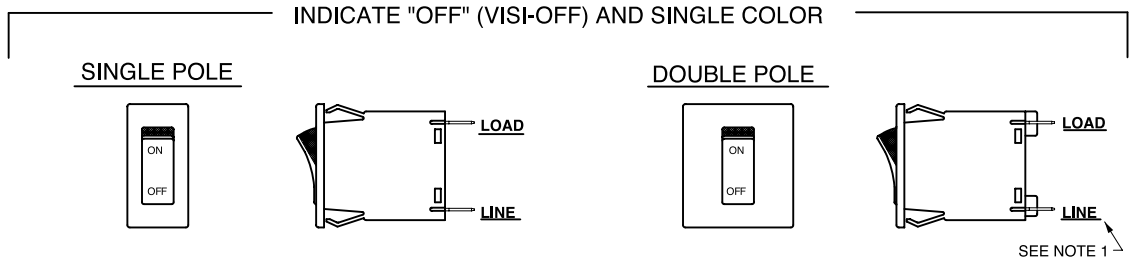 INDICATE "OFF" (VISI-OFF) AND SINGLE COLOR
SINGLE POLE
ON
OFF
LOAD
LINE
DOUBLE POLE
ON
OFF
LOAD
LINE
SEE NOTE 1